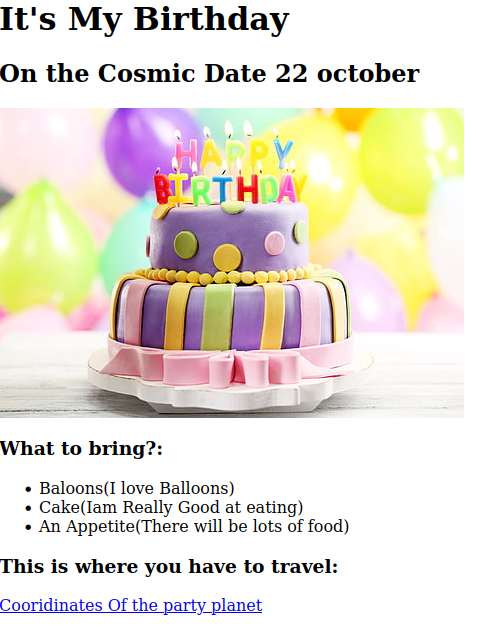 It's My Birthday
On the Cosmic Date 22 october
HAPPY
BIRTHDAY
What to bring?:
Baloons(I love Balloons)
Cake(Iam Really Good at eating)
An Appetite(There will be lots of food)
This is where you have to travel:
Cooridinates Of the party planet